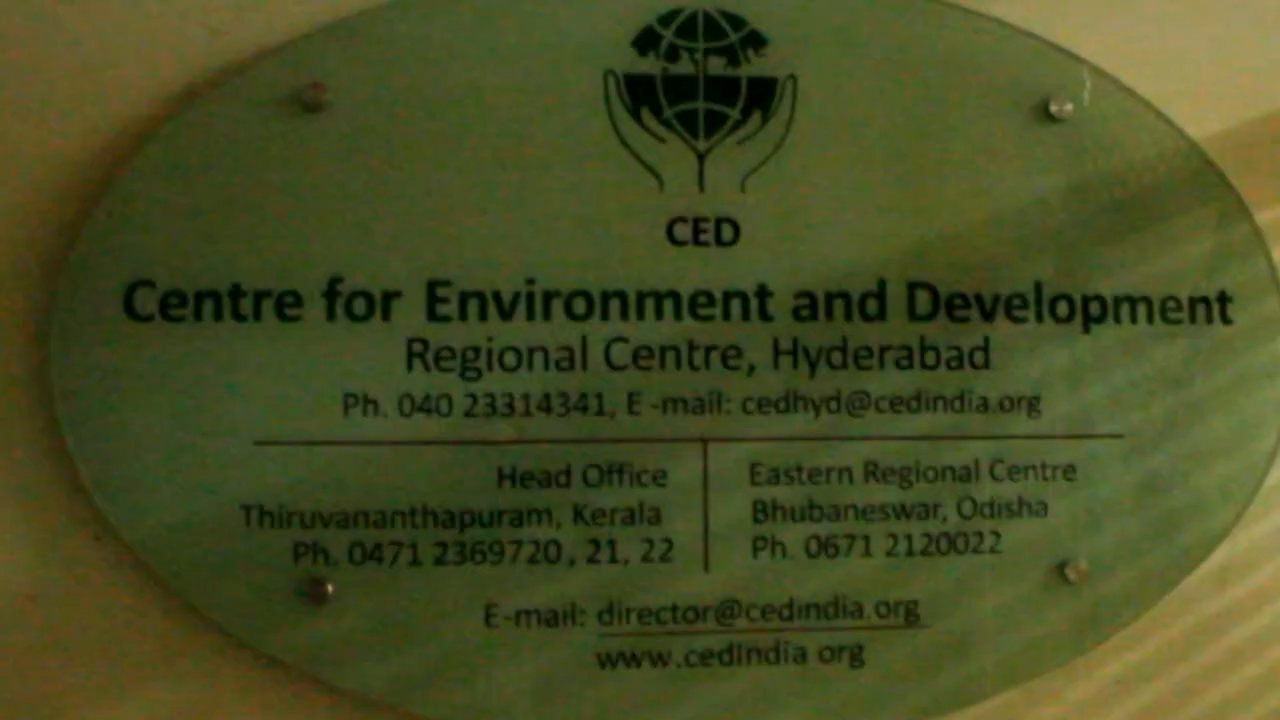 CED
Centre for Environment and Development
Regional Centre, Hyderabad
Ph. 040 23314341, E -mail: cedhyd@cedindia.org
Head Office
Thiruvananthapuram, Kerala
Ph. 0471 2369720, 21, 22
Eastern Regional Centre
Bhubaneswar, Odisha
Ph. 0671 2120022
E-mail: director@cedindia.org
www.cedindia org